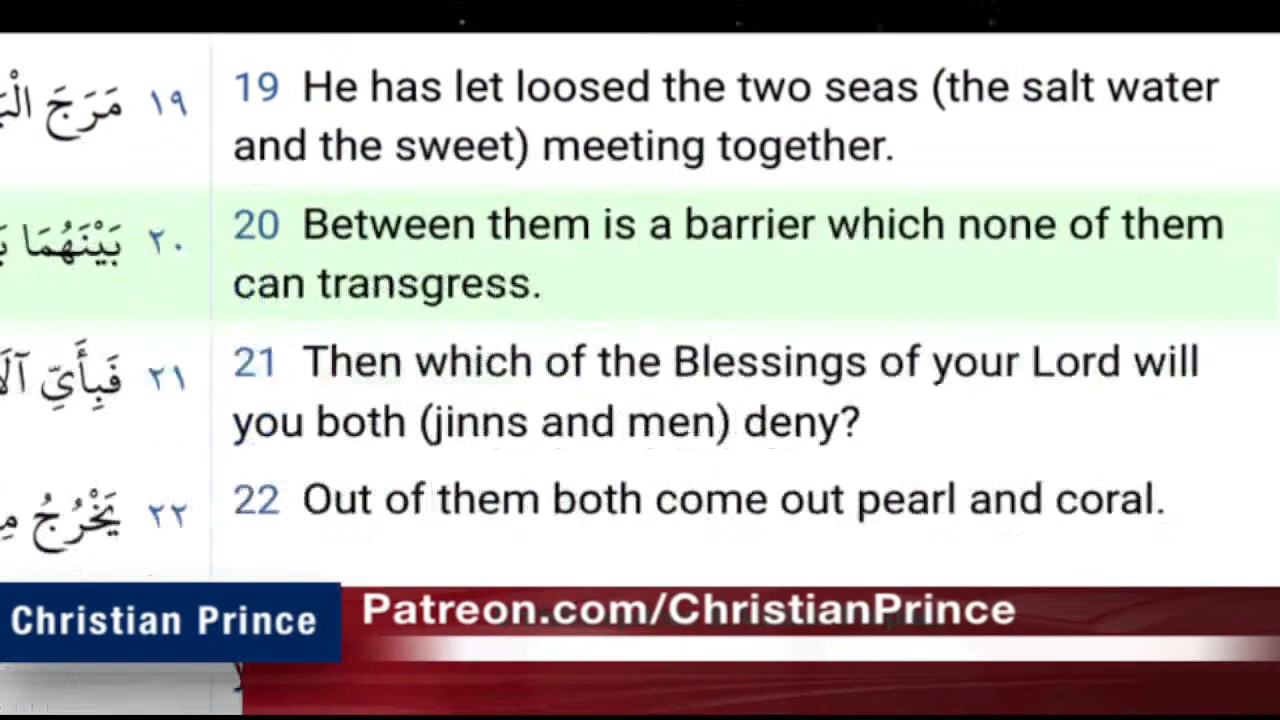 19 He has let loosed the two seas (the salt water
and the sweet) meeting together.
مَرَجَ ١٩
20 Between them is a barrier which none of them
can transgress.
بَيْنَهُمَا ٢٠
21 Then which of the Blessings of your Lord will
you both (jinns and men) deny?
فَبِأَيِّ ٢١
22 Out of them both come out pearl and coral.
يَخْرُجُ ٢٢
Christian Prince
Patreon.com/ChristianPrince